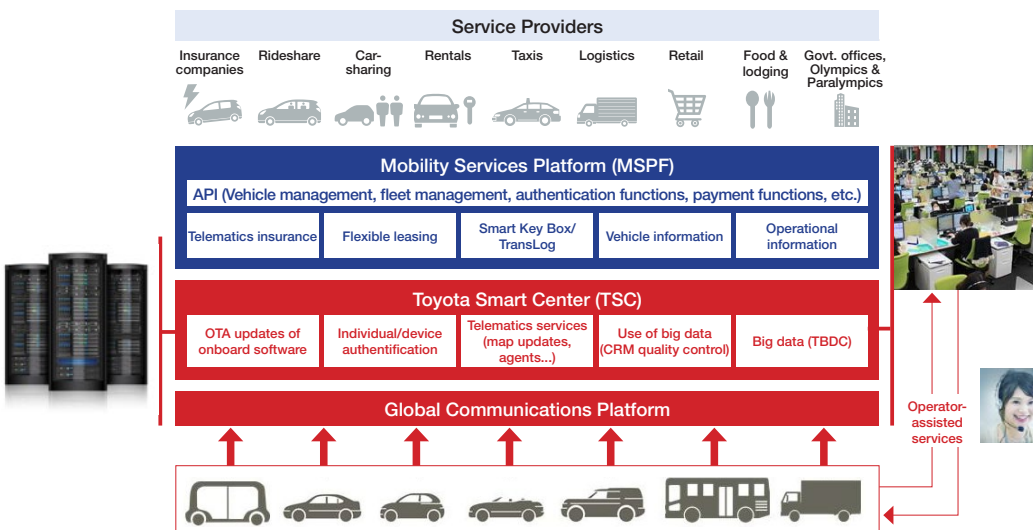 Service Providers
Insurance
companies
Rideshare
Car-
sharing
Rentals
Taxis
Logistics
Retail
Food &
lodging
Govt. offices,
Olympics &
Paralympics
Mobility Services Platform (MSPF)
API (Vehicle management, fleet management, authentication functions, payment functions, etc.)
Telematics insurance
Flexible leasing
Smart Key Box/
TransLog
Vehicle information
Operational
information
Toyota Smart Center (TSC)
OTA updates of
onboard software
Individual/device
authentification
Telematics services
(map updates,
agents...)
Use of big data
(CRM quality control)
Big data (TBDC)
Global Communications Platform
Operator-
assisted
services